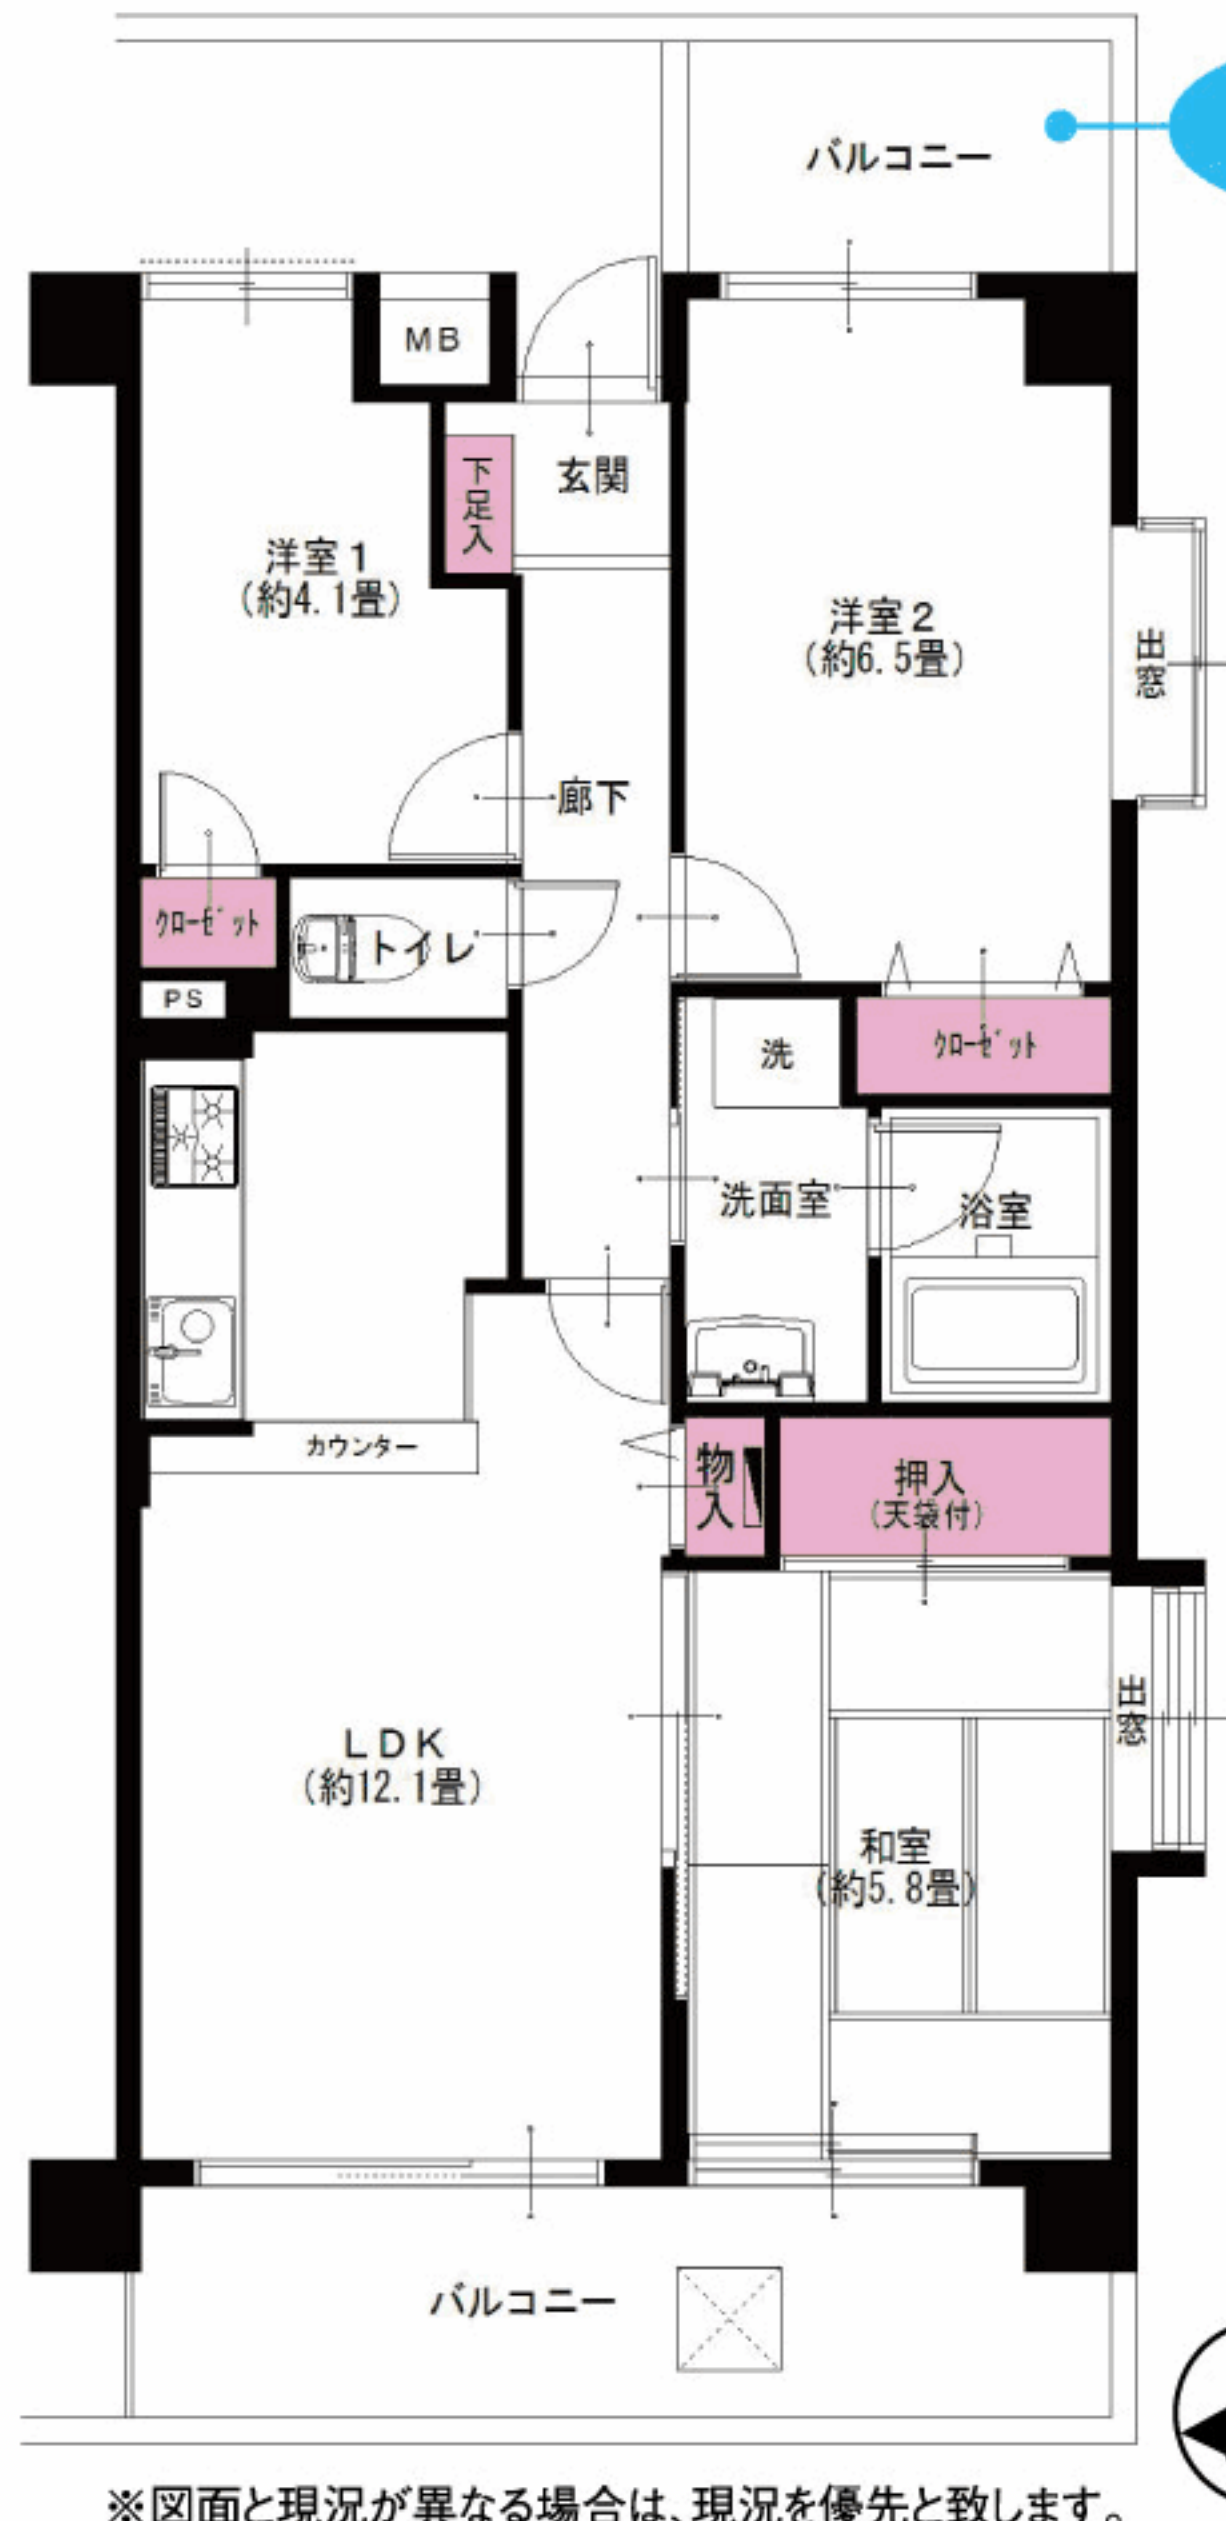 バルコニー
MB
下足入
玄関
洋室1
(約4.1畳)
洋室2
(約6.5畳)
出窓
廊下
クローゼット
トイレ
PS
洗
クローゼット
洗面室
浴室
カウンター
物入
押入
(天袋付)
LDK
(約12.1畳)
出窓
和室
(約5.8畳)
バルコニー
※図面と現況が異なる場合は、現況を優先と致します。